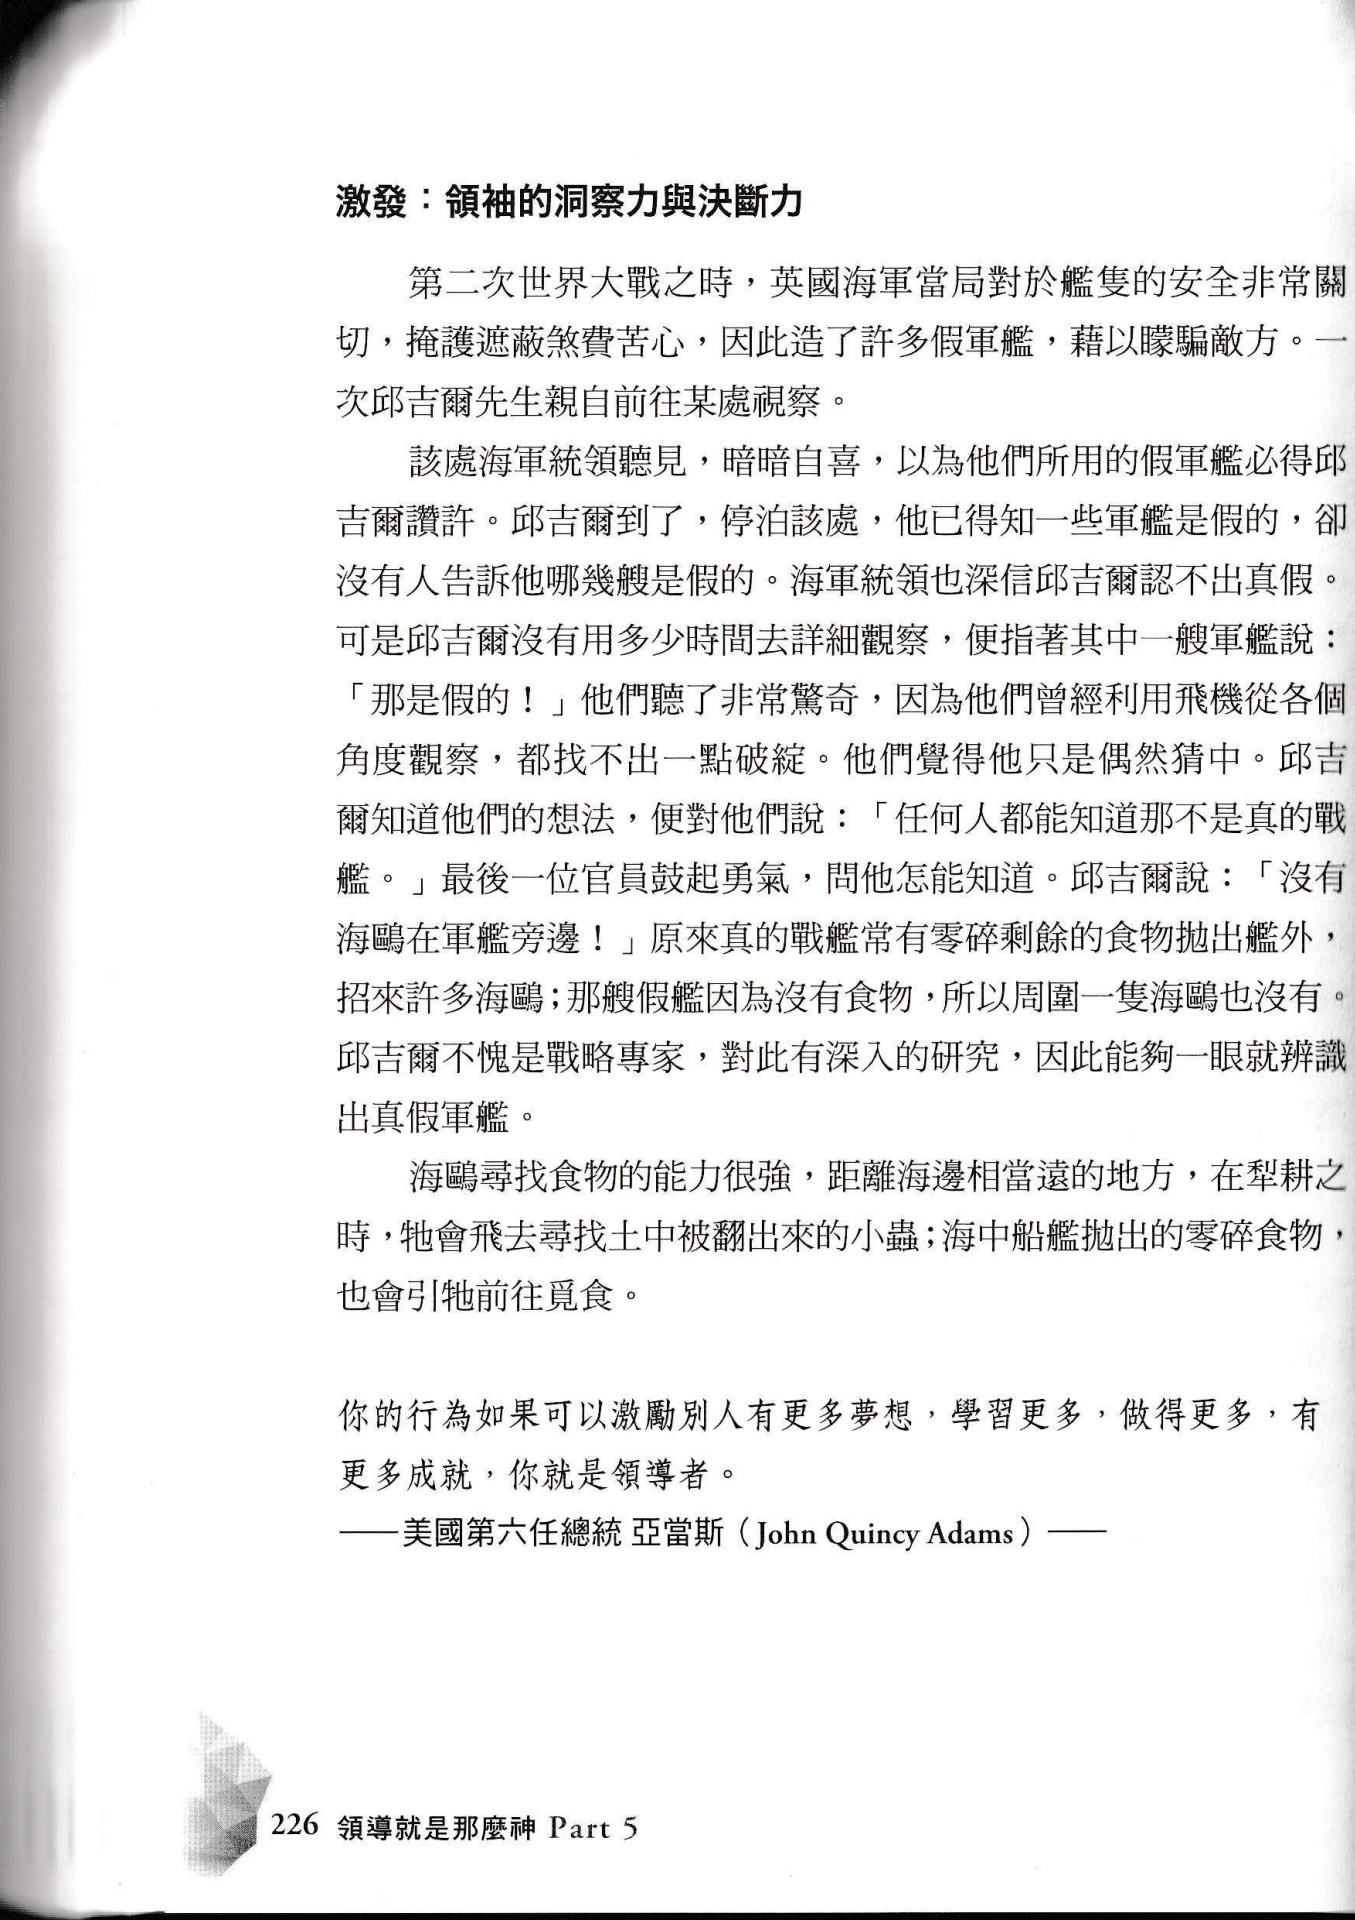 激發：領袖的洞察力與決斷力
第二次世界大戰之時，英國海軍當局對於艦隻的安全非常關
切，掩護遮蔽煞費苦心，因此造了許多假軍艦，藉以矇騙敵方。一
次邱吉爾先生親自前往某處視察。
該處海軍統領聽見，暗暗自喜，以為他們所用的假軍艦必得邱
吉爾讚許。邱吉爾到了，停泊該處，他已得知一些軍艦是假的，卻
沒有人告訴他哪幾艘是假的。海軍統領也深信邱吉爾認不出真假。
可是邱吉爾沒有用多少時間去詳細觀察，便指著其中一艘軍艦說：
「那是假的！」他們聽了非常驚奇，因為他們曾經利用飛機從各個
角度觀察，都找不出一點破綻。他們覺得他只是偶然猜中。邱吉
爾知道他們的想法，便對他們說：「任何人都能知道那不是真的戰
艦。」最後一位官員鼓起勇氣，問他怎能知道。邱吉爾說：「沒有
海鷗在軍艦旁邊！」原來真的戰艦常有零碎剩餘的食物拋出艦外，
招來許多海鷗；那艘假艦因為沒有食物，所以周圍一隻海鷗也沒有。
邱吉爾不愧是戰略專家，對此有深入的研究，因此能夠一眼就辨識
出真假軍艦。
海鷗尋找食物的能力很強，距離海邊相當遠的地方，在犁耕之
時，牠會飛去尋找土中被翻出來的小蟲；海中船艦拋出的零碎食物，
也會引牠前往覓食。
你的行為如果可以激勵別人有更多夢想，學習更多，做得更多，有
更多成就，你就是領導者。
——美國第六任總統 亞當斯（John Quincy Adams）——
226 領導就是那麼神 Part 5